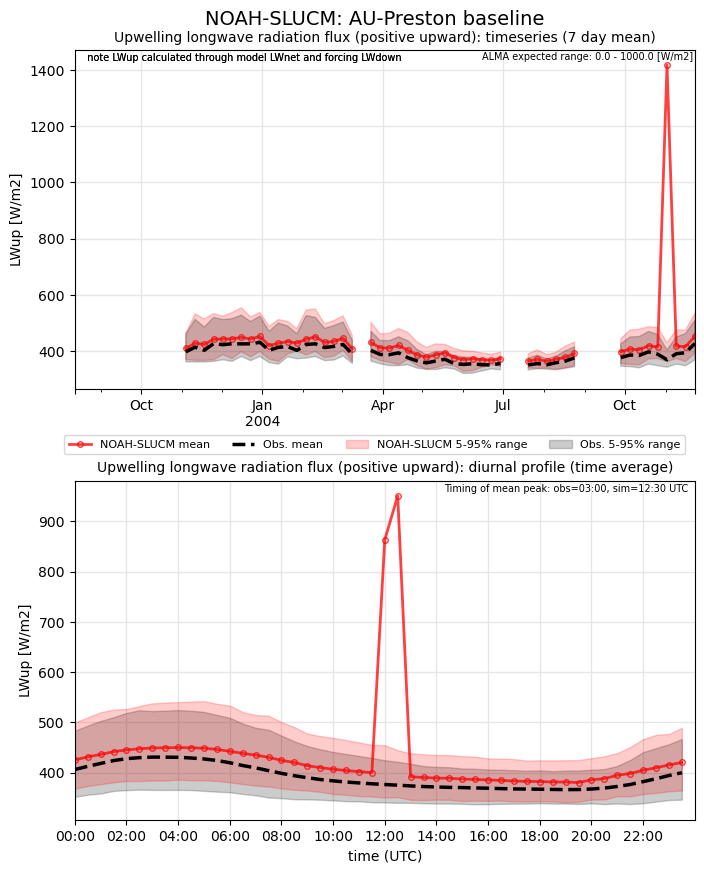 NOAH-SLUCM: AU-Preston baseline
Upwelling longwave radiation flux (positive upward): timeseries (7 day mean)
note LWup calculated through model LWnet and forcing LWdown
ALMA expected range: 0.0 - 1000.0 [W/m2]
1400
1200
1000
800
600
400
LWup [W/m2]
Oct
Jan
Apr
Jul
Oct
2004
NOAH-SLUCM mean
Obs. mean
NOAH-SLUCM 5-95% range
Obs. 5-95% range
Upwelling longwave radiation flux (positive upward): diurnal profile (time average)
Timing of mean peak: obs=03:00, sim=12:30 UTC
900
800
700
600
500
400
LWup [W/m2]
00:00
02:00
04:00
06:00
08:00
10:00
12:00
14:00
16:00
18:00
20:00
22:00
time (UTC)